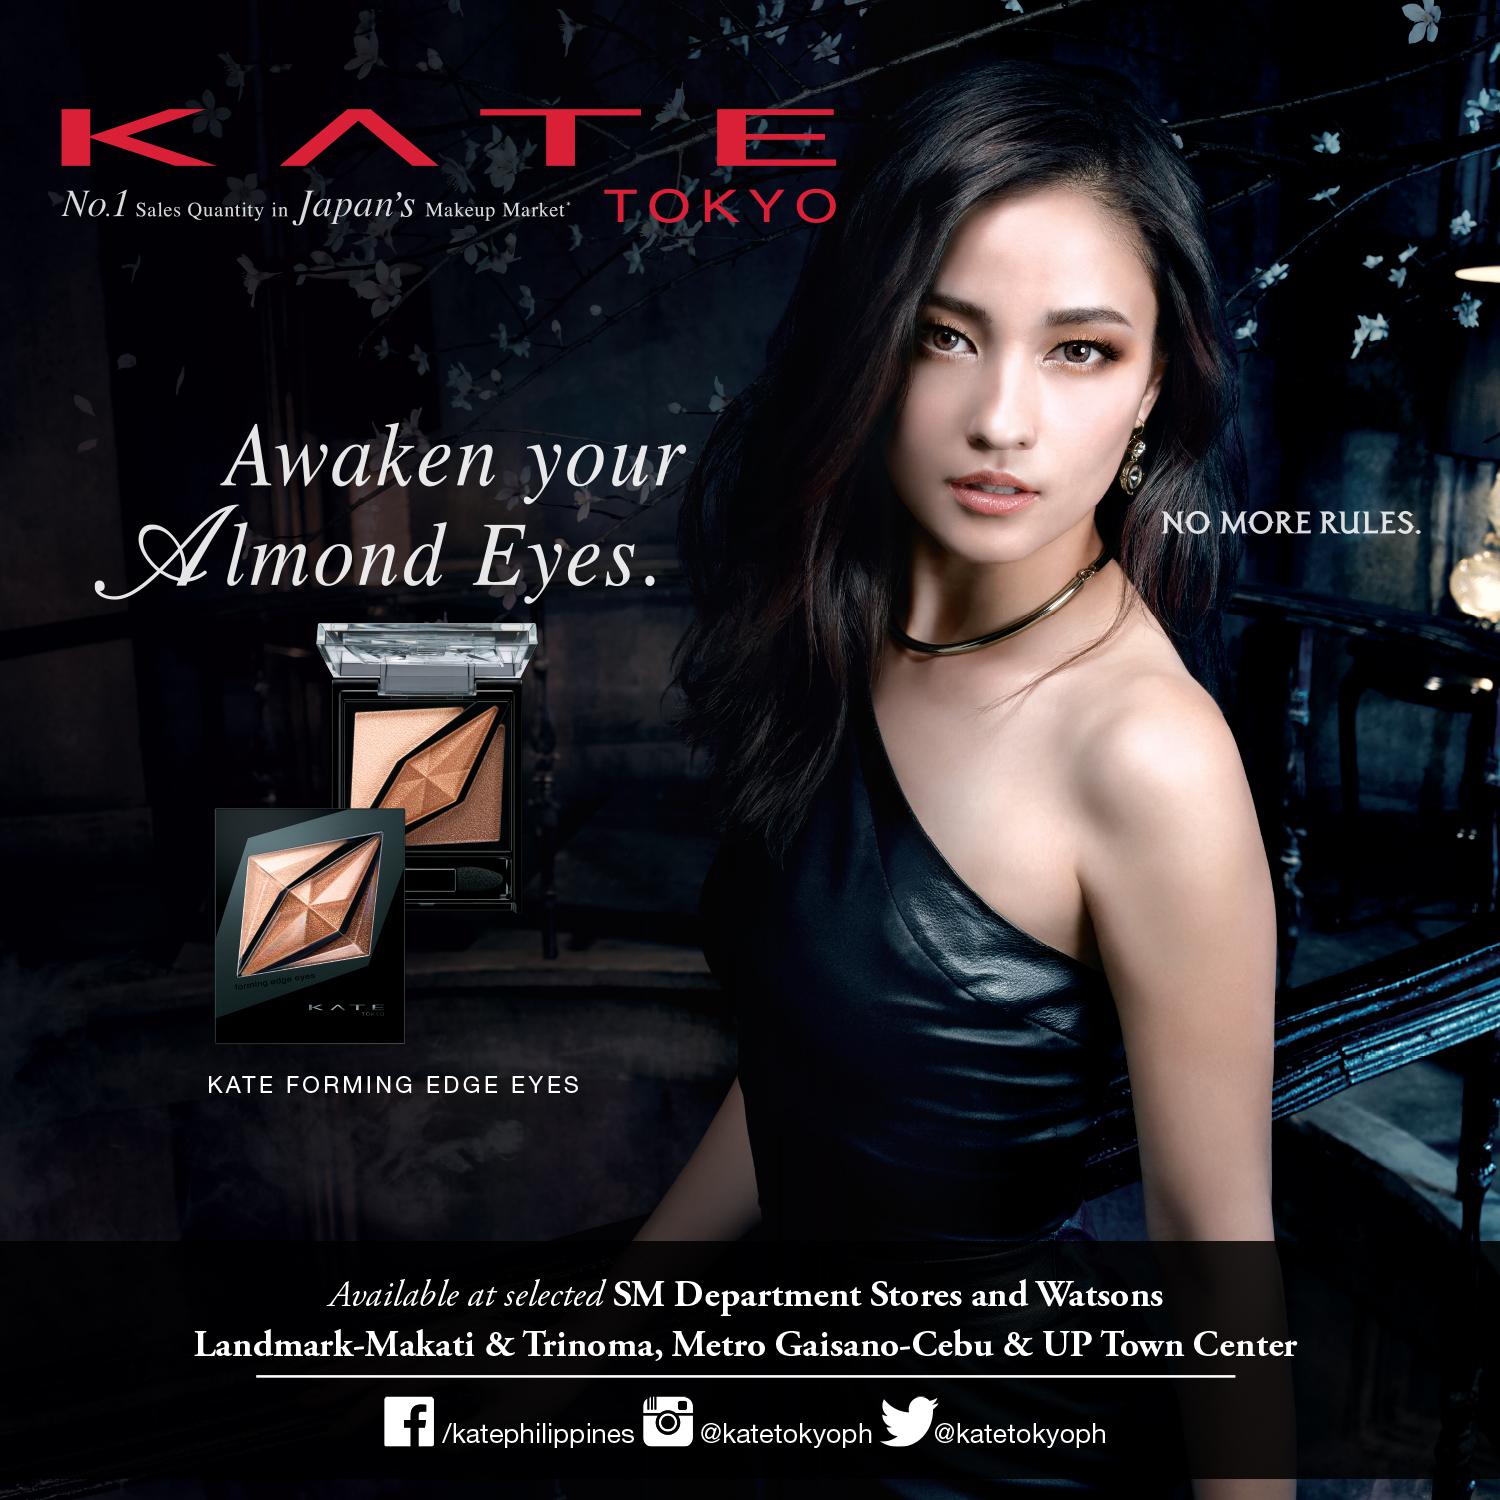 KATE
No.1 Sales Quantity in Japan's Makeup Market* TOKYO
Awaken your
Almond Eyes.
NO MORE RULES.
forming edge eyes
KATE
TOKYO
KATE FORMING EDGE EYES
Available at selected SM Department Stores and Watsons
Landmark-Makati & Trinoma, Metro Gaisano-Cebu & UP Town Center
/katephilippines @katetokyoph @katetokyoph